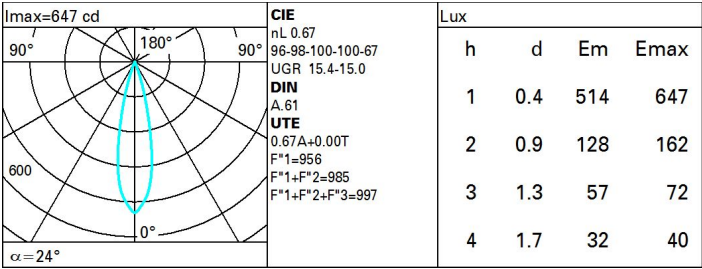 Imax=647 cd
90°
180°
90°
600
0°
α=24°
CIE
nL 0.67
96-98-100-100-67
UGR 15.4-15.0
DIN
A.61
UTE
0.67A+0.00T
F"1=956
F"1+F"2=985
F"1+F"2+F"3=997
Lux
h d Em Emax
1 0.4 514 647
2 0.9 128 162
3 1.3 57 72
4 1.7 32 40